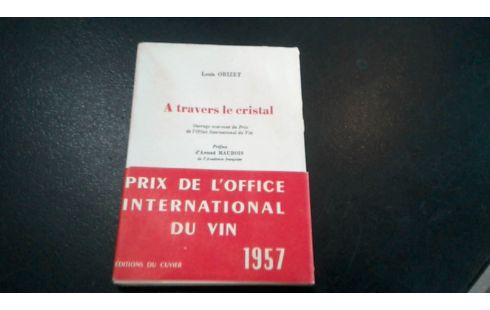 Louis ORIZET
A travers le cristal
Ouvrage couronné du Prix
de l'Office International du Vin
Préface
d'André MAUROIS
de l'Académie française
PRIX DE L'OFFICE
INTERNATIONAL
DU VIN
1957
ÉDITIONS DU CUVIER